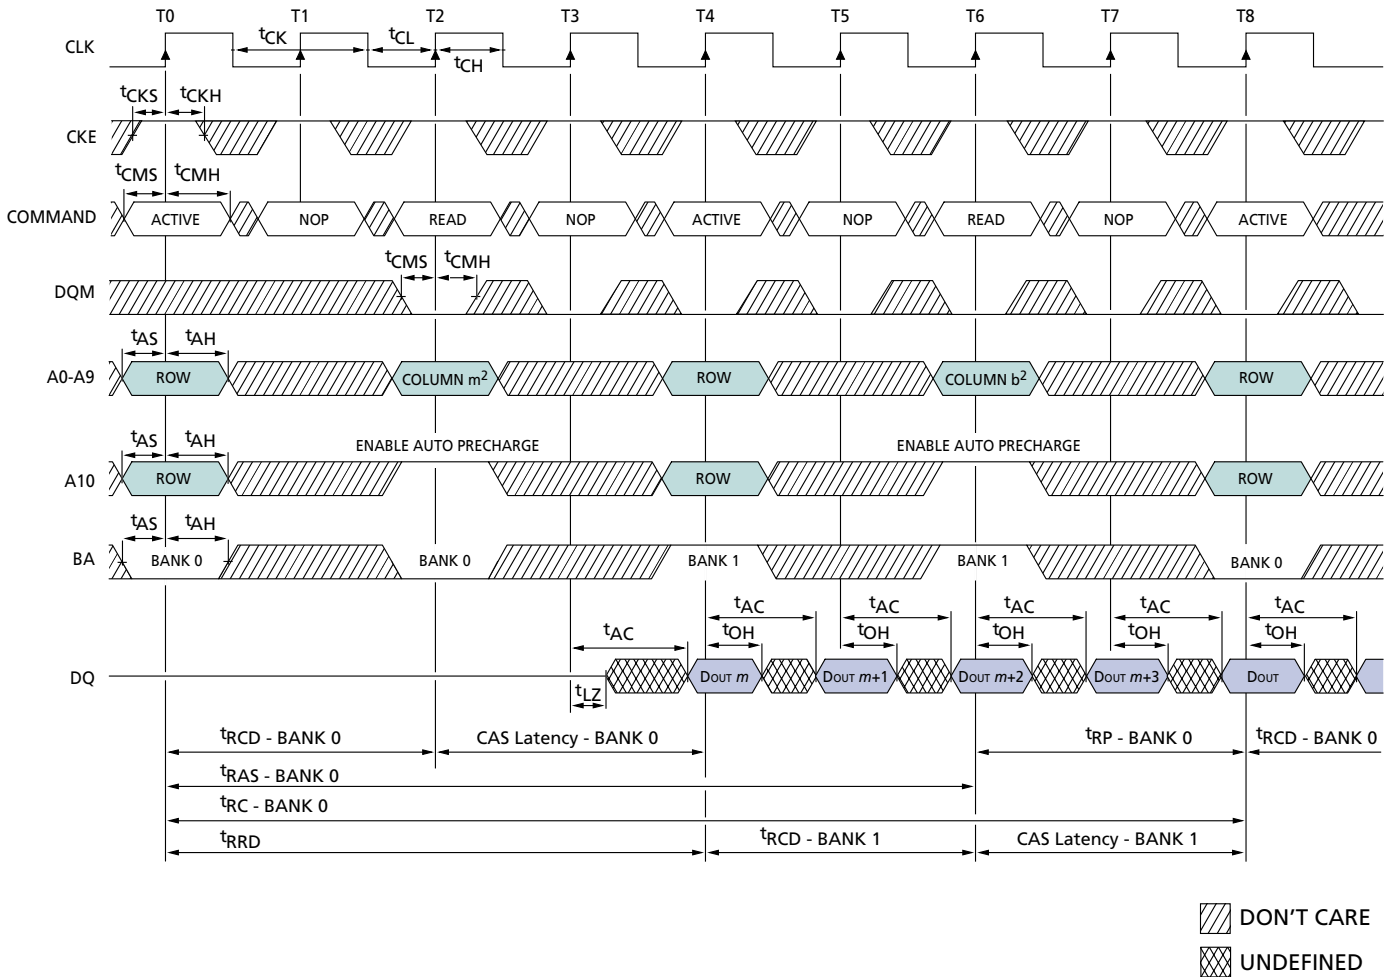 T0 T1 T2 T3 T4 T5 T6 T7 T8
CLK tCK tCL tCH
tCKS tCKH
CKE
tCMS tCMH
COMMAND ACTIVE NOP READ NOP ACTIVE NOP READ NOP ACTIVE
tCMS tCMH
DQM
tAS tAH
A0-A9 ROW COLUMN m2 ROW COLUMN b2 ROW
tAS tAH ENABLE AUTO PRECHARGE ENABLE AUTO PRECHARGE
A10 ROW ROW ROW
tAS tAH
BA BANK 0 BANK 0 BANK 1 BANK 1 BANK 0
tAC tAC tAC tAC tAC tAC
tOH tOH tOH tOH tOH
DQ DOUT m DOUT m+1 DOUT m+2 DOUT m+3 DOUT
tLZ
tRCD - BANK 0 CAS Latency - BANK 0 tRP - BANK 0 tRCD - BANK 0
tRAS - BANK 0
tRC - BANK 0
tRRD tRCD - BANK 1 CAS Latency - BANK 1
DON'T CARE
UNDEFINED